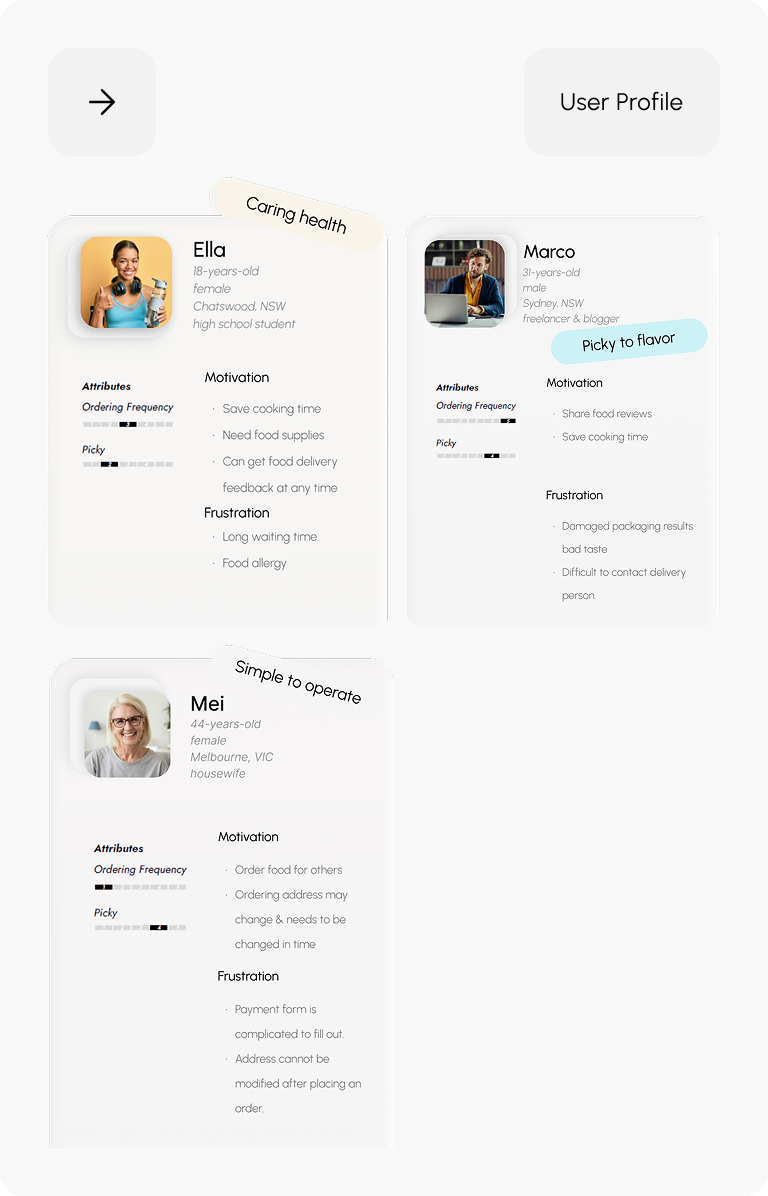 User Profile
Caring health
Ella
18-years-old
female
Chatswood, NSW
high school student
Attributes
Ordering Frequency
3
Picky
2
Motivation
· Save cooking time
· Need food supplies
· Can get food delivery
feedback at any time
Frustration
· Long waiting time
· Food allergy
Marco
31-years-old
male
Sydney, NSW
freelancer & blogger
Picky to flavor
Attributes
Ordering Frequency
5
Picky
4
Motivation
· Share food reviews
· Save cooking time
Frustration
· Damaged packaging results
bad taste
· Difficult to contact delivery
person.
Simple to operate
Mei
44-years-old
female
Melbourne, VIC
housewife
Attributes
Ordering Frequency
1
Picky
4
Motivation
· Order food for others
· Ordering address may
change & needs to be
changed in time
Frustration
· Payment form is
complicated to fill out.
· Address cannot be
modified after placing an
order.